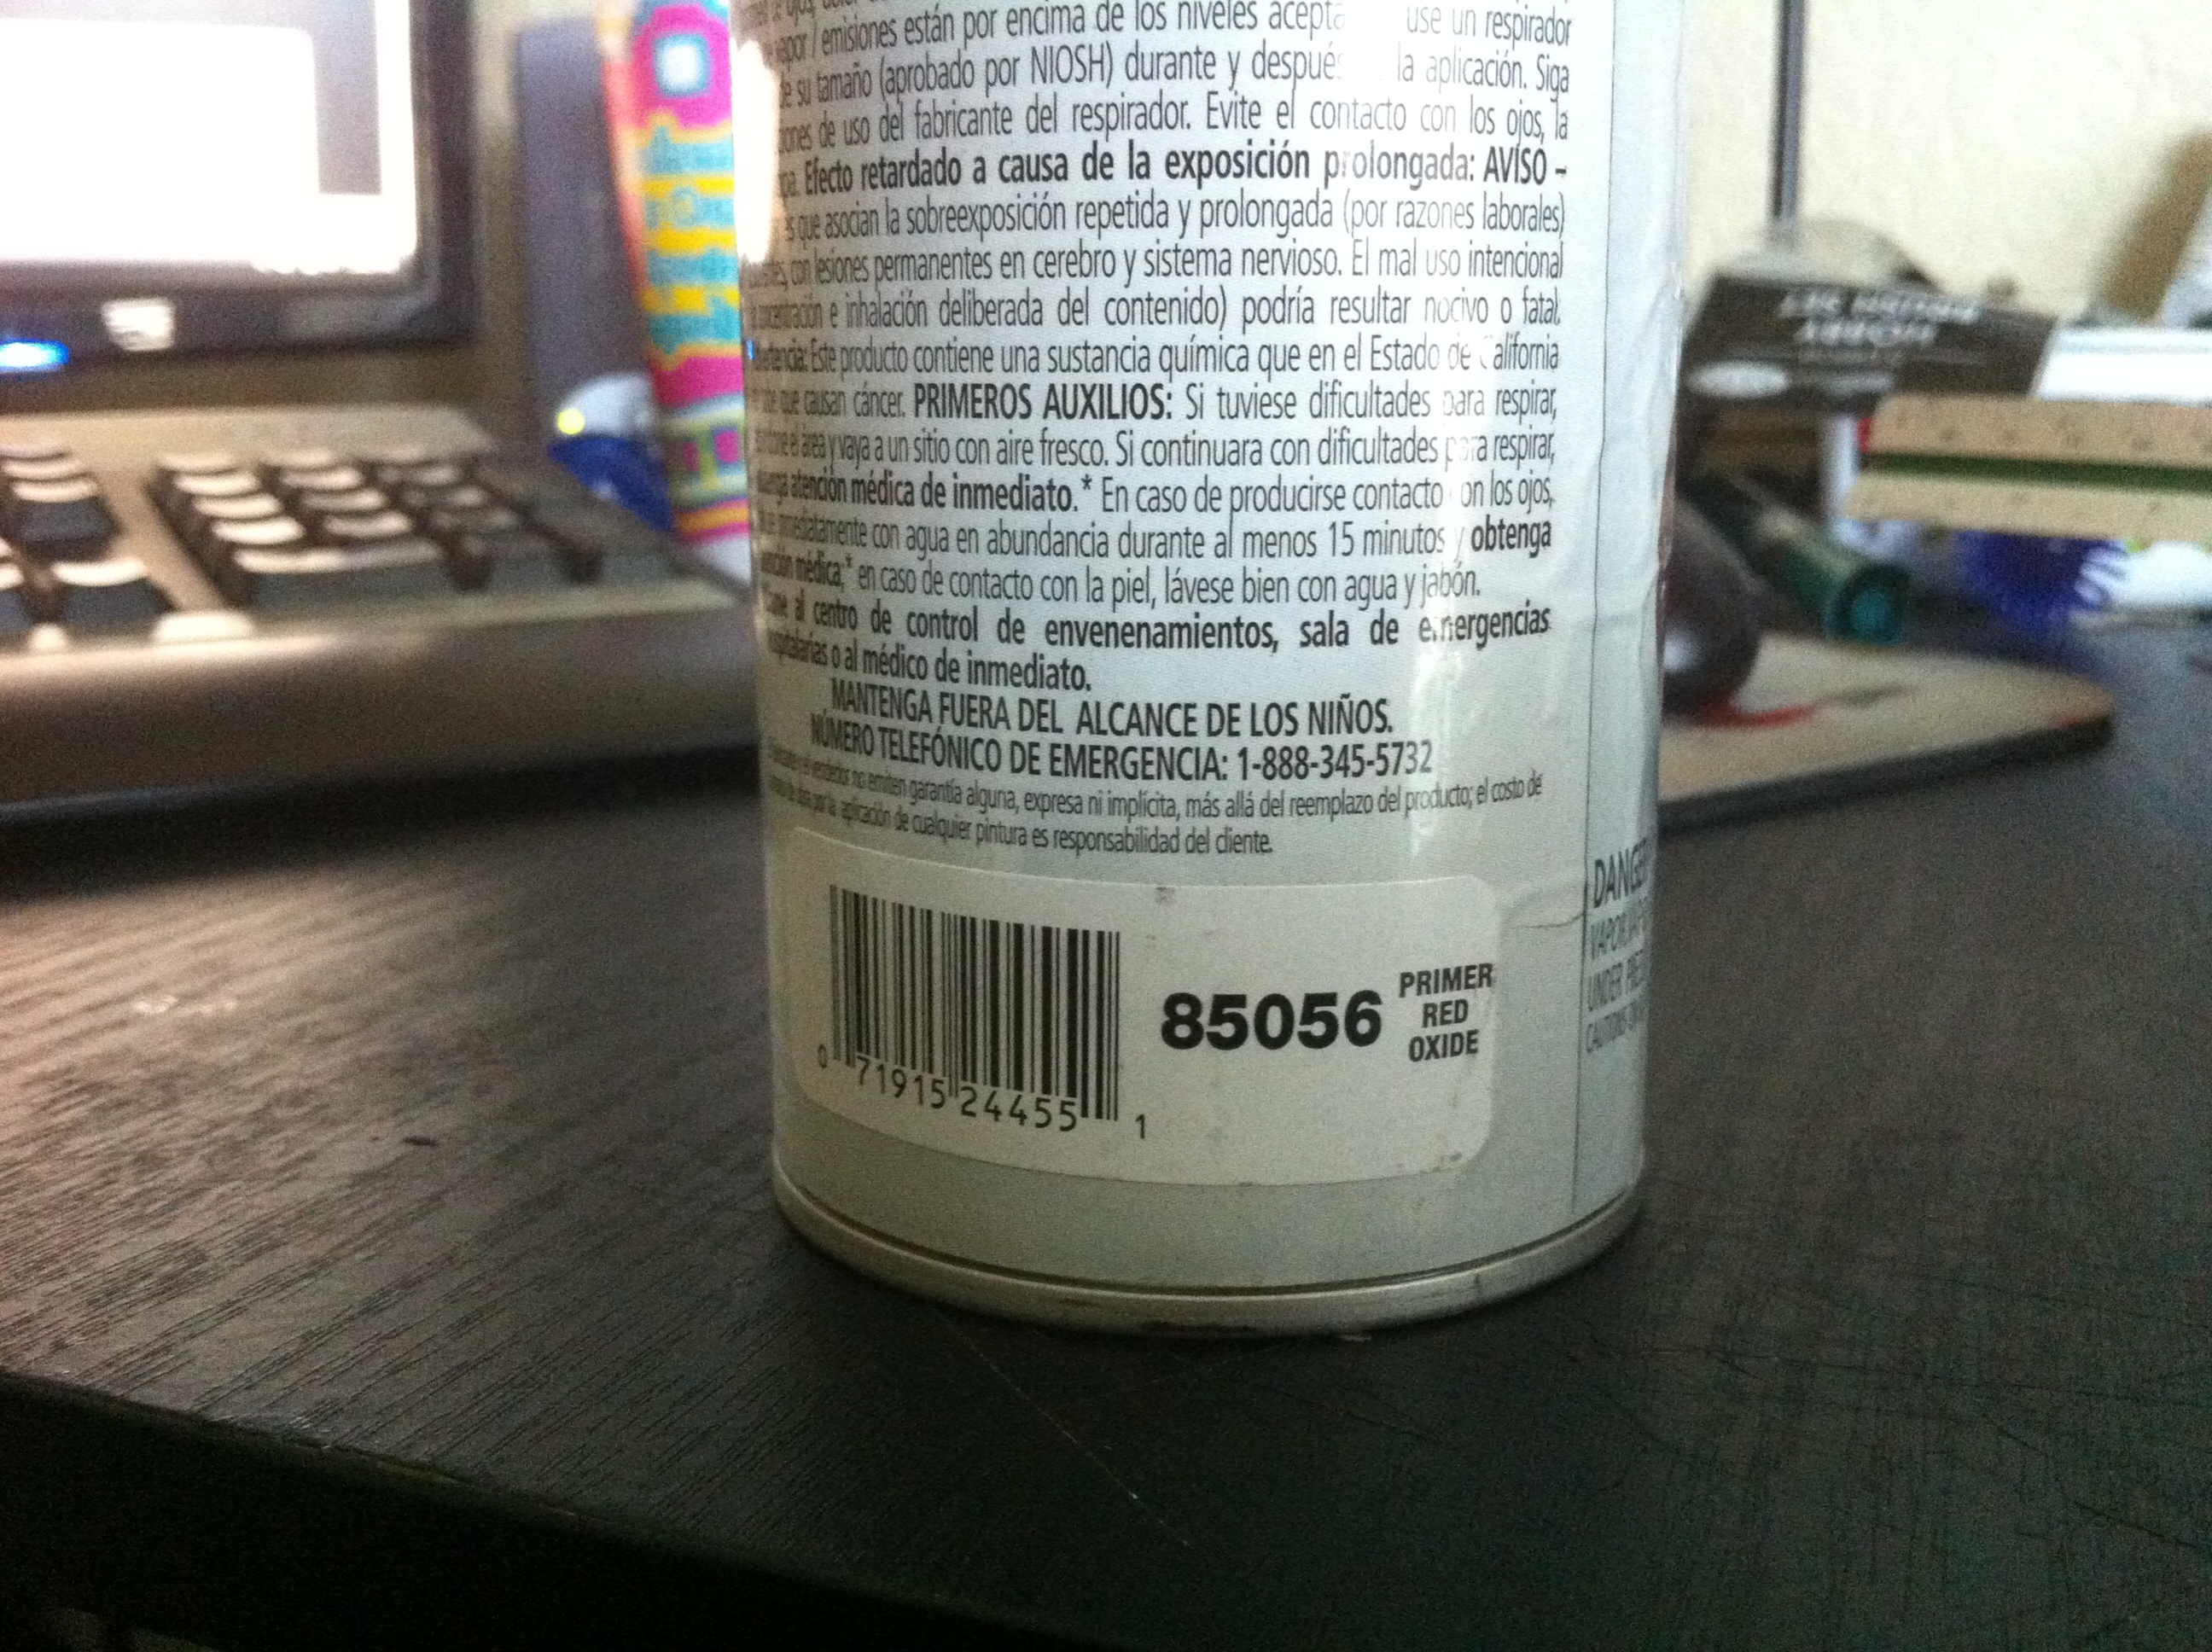 emisiones están por encima de los niveles use un respirador
de su tamaño (aprobado por NIOSH) durante y después la aplicación. Siga
de uso del fabricante del respirador. Evite el contacto con los ojos, la
Efecto retardado a causa de la exposición prolongada: AVISO -
que asocian la sobreexposición repetida y prolongada (por razones laborales)
con lesiones permanentes en cerebro y sistema nervioso. El mal uso intencional
e inhalación deliberada del contenido) podría resultar nocivo o fatal.
Este producto contiene una sustancia química que en el Estado de California
que causan cáncer. PRIMEROS AUXILIOS: Si tuviese dificultades para respirar,
el área y vaya a un sitio con aire fresco. Si continuara con dificultades para respirar,
atención médica de inmediato.* En caso de producirse contacto con los ojos,
inmediatamente con agua en abundancia durante al menos 15 minutos y obtenga
médica;* en caso de contacto con la piel, lávese bien con agua y jabón.
al centro de control de envenenamientos, sala de emergencias
o al médico de inmediato.
MANTENGA FUERA DEL ALCANCE DE LOS NIÑOS.
NÚMERO TELEFÓNICO DE EMERGENCIA: 1-888-345-5732
no emiten garantía alguna, expresa ni implícita, más allá del reemplazo del producto; el costo de
por la aplicación de cualquier pintura es responsabilidad del cliente.
0 71915 24455 1
85056
PRIMER
RED
OXIDE
DANGER
VAPOR
UNDER